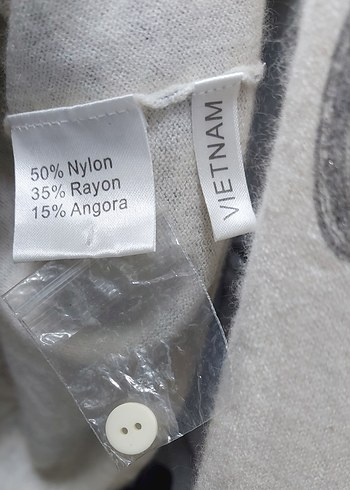 50% Nylon
35% Rayon
15% Angora
VIETNAM